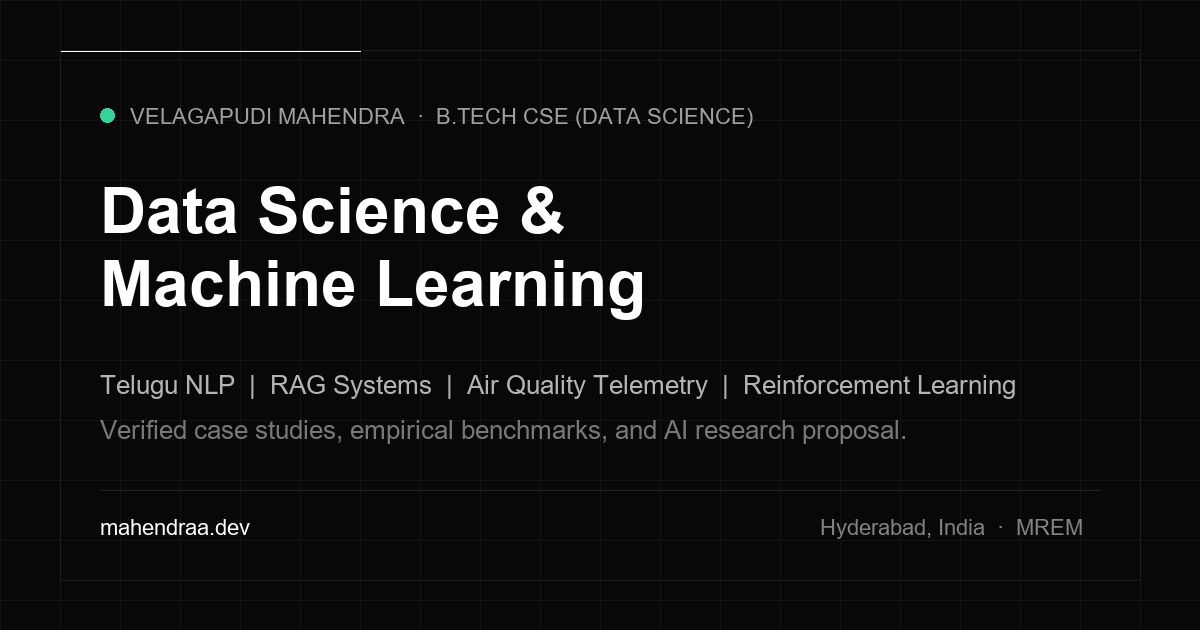 VELAGAPUDI MAHENDRA · B.TECH CSE (DATA SCIENCE)
Data Science &
Machine Learning
Telugu NLP | RAG Systems | Air Quality Telemetry | Reinforcement Learning
Verified case studies, empirical benchmarks, and AI research proposal.
mahendraa.dev
Hyderabad, India · MREM